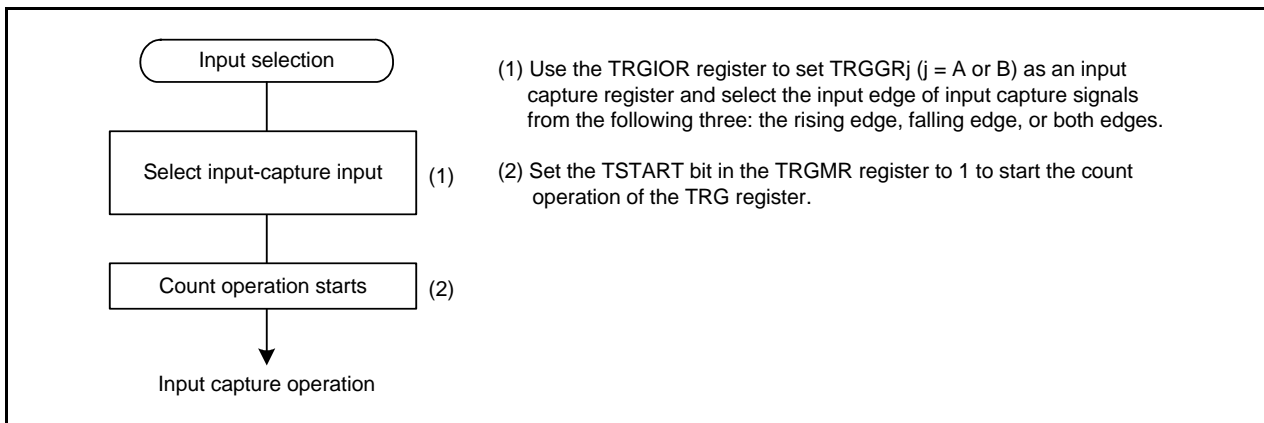 Input selection
Select input-capture input
(1)
Count operation starts
(2)
Input capture operation
(1) Use the TRGIOR register to set TRGGRj (j = A or B) as an input
capture register and select the input edge of input capture signals
from the following three: the rising edge, falling edge, or both edges.
(2) Set the TSTART bit in the TRGMR register to 1 to start the count
operation of the TRG register.